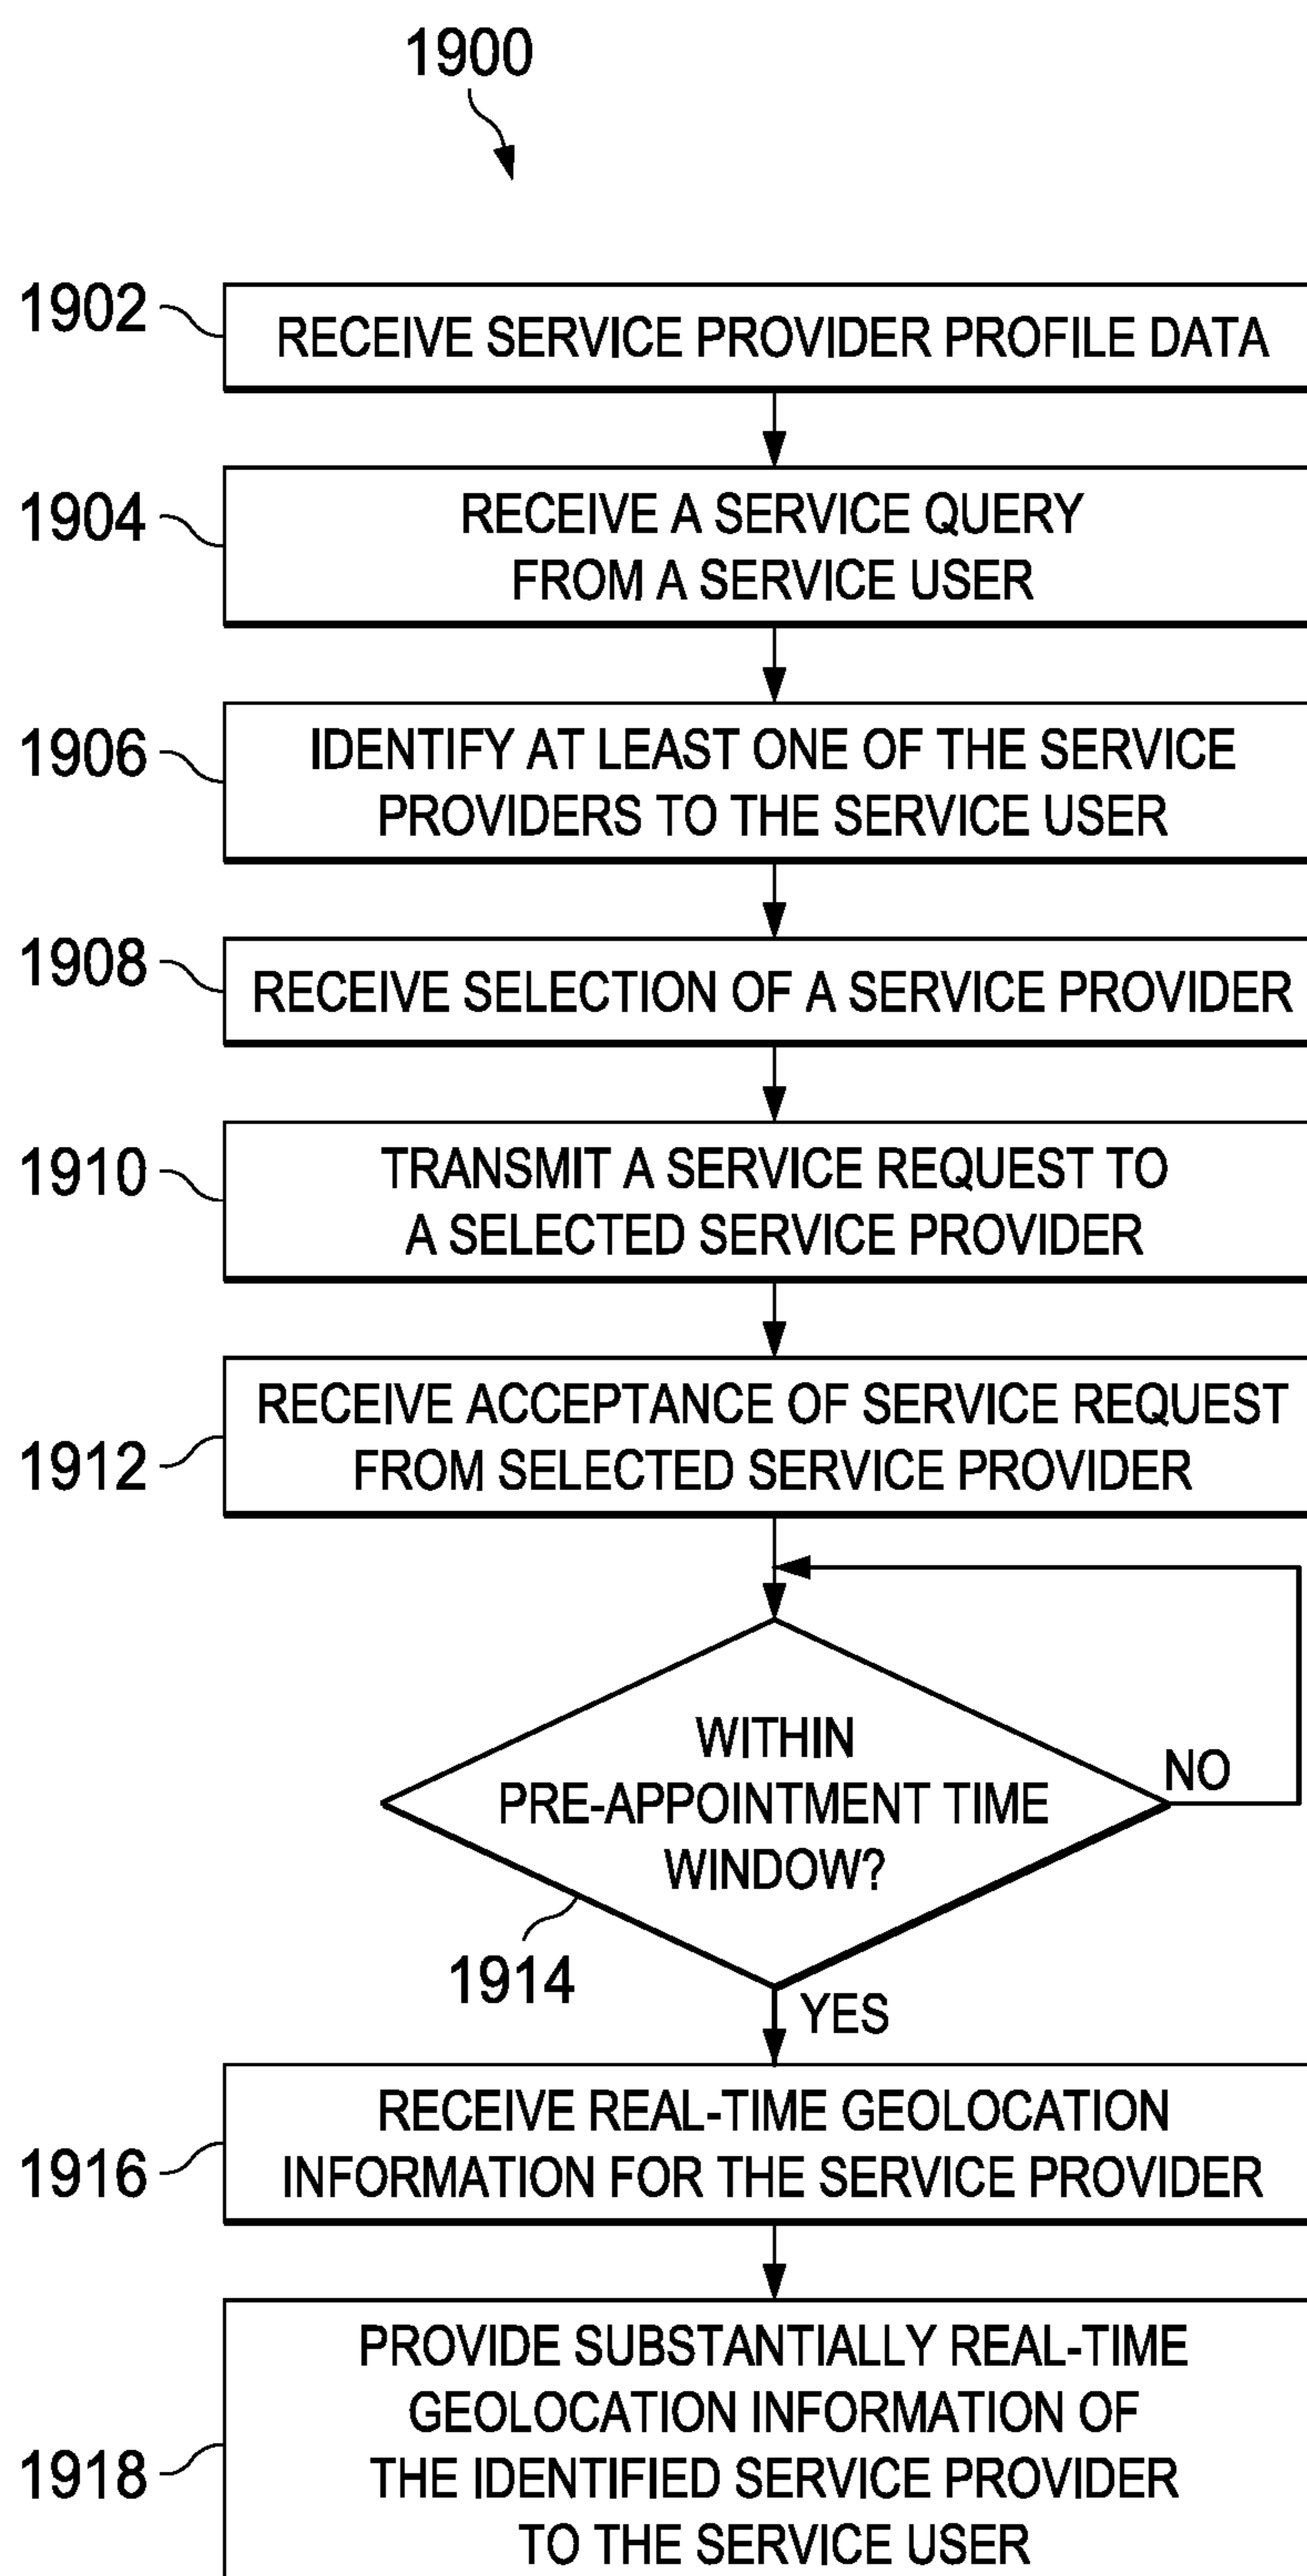 1900
1902
RECEIVE SERVICE PROVIDER PROFILE DATA
1904
RECEIVE A SERVICE QUERY
FROM A SERVICE USER
1906
IDENTIFY AT LEAST ONE OF THE SERVICE
PROVIDERS TO THE SERVICE USER
1908
RECEIVE SELECTION OF A SERVICE PROVIDER
1910
TRANSMIT A SERVICE REQUEST TO
A SELECTED SERVICE PROVIDER
1912
RECEIVE ACCEPTANCE OF SERVICE REQUEST
FROM SELECTED SERVICE PROVIDER
WITHIN
PRE-APPOINTMENT TIME
WINDOW?
NO
1914
YES
1916
RECEIVE REAL-TIME GEOLOCATION
INFORMATION FOR THE SERVICE PROVIDER
1918
PROVIDE SUBSTANTIALLY REAL-TIME
GEOLOCATION INFORMATION OF
THE IDENTIFIED SERVICE PROVIDER
TO THE SERVICE USER